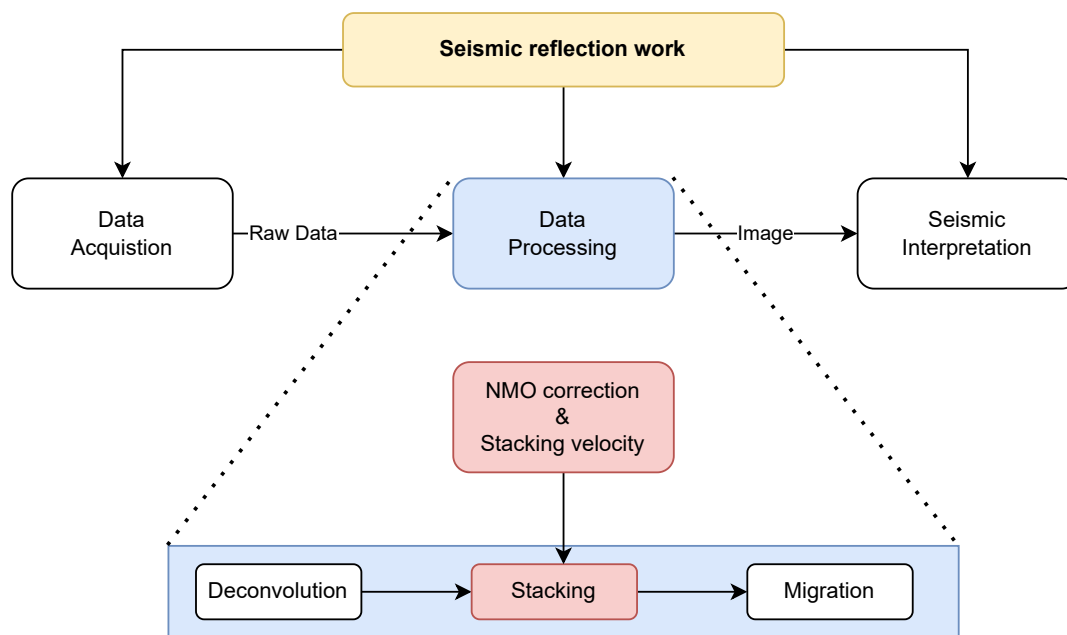 Seismic reflection work
Data
Acquistion
Raw Data
Data
Processing
Image
Seismic
Interpretation
NMO correction
&
Stacking velocity
Deconvolution
Stacking
Migration